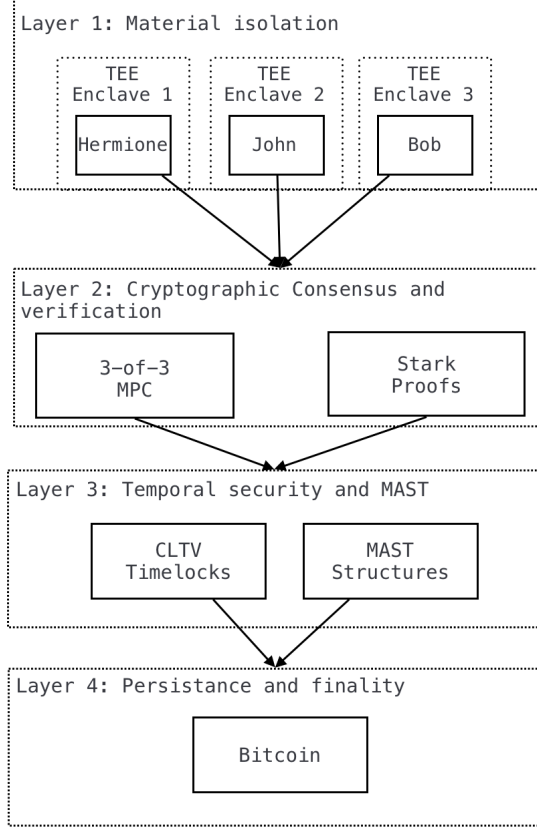 Layer 1: Material isolation
TEE
Enclave 1
TEE
Enclave 2
TEE
Enclave 3
Hermione
John
Bob
Layer 2: Cryptographic Consensus and
verification
3-of-3
MPC
Stark
Proofs
Layer 3: Temporal security and MAST
CLTV
Timelocks
MAST
Structures
Layer 4: Persistance and finality
Bitcoin